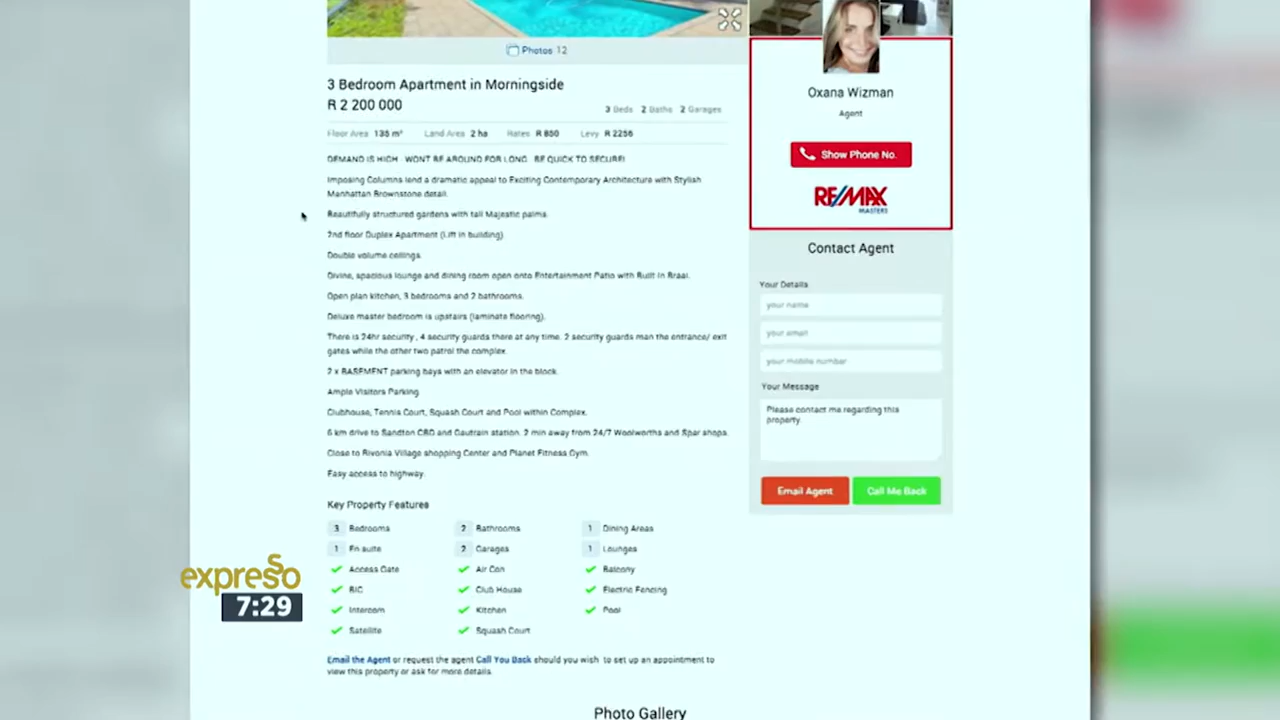 Photos 12
3 Bedroom Apartment in Morningside
R 2 200 000
3 Beds 2 Baths 2 Garages
Floor Area 135 m² Land Area 2 ha Rates R 850 Levy R 2256
DEMAND IS HIGH - WONT BE AROUND FOR LONG. BE QUICK TO SECURE!
Imposing Columns lend a dramatic appeal to Exciting Contemporary Architecture with Stylish
Manhattan Brownstone detail.
Beautifully structured gardens with tall Majestic palms.
2nd floor Duplex Apartment (Lift in building)
Double volume ceilings.
Divine, spacious lounge and dining room open onto Entertainment Patio with Built In Braai.
Open plan kitchen, 3 bedrooms and 2 bathrooms.
Deluxe master bedroom is upstairs (laminate flooring).
There is 24hr security, 4 security guards there at any time. 2 security guards man the entrance/ exit
gates while the other two patrol the complex.
2 x BASEMENT parking bays with an elevator in the block.
Ample Visitors Parking
Clubhouse, Tennis Court, Squash Court and Pool within Complex.
6 km drive to Sandton CBD and Gautrain station. 2 min away from 24/7 Woolworths and Spar shops.
Close to Rivonia Village shopping Center and Planet Fitness Gym.
Easy access to highway.
Key Property Features
3 Bedrooms 2 Bathrooms 1 Dining Areas
1 En suite 2 Garages 1 Lounges
Access Gate Air Con Balcony
BIC Club House Electric Fencing
Intercom Kitchen Pool
Satellite Squash Court
Email the Agent or request the agent Call You Back should you wish to set up an appointment to
view this property or ask for more details.
Photo Gallery
Oxana Wizman
Agent
Show Phone No.
RE/MAX
MASTERS
Contact Agent
Your Details
your name
your email
your mobile number
Your Message
Please contact me regarding this
property.
Email Agent Call Me Back
expresso
7:29